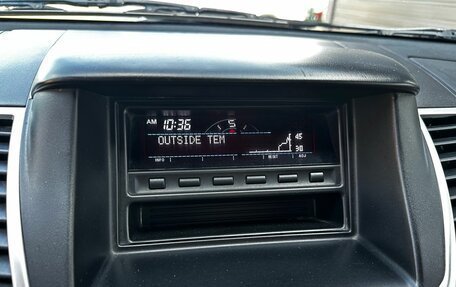 AM 10:36 S
OUTSIDE TEM 45
30
INFO RESET ADJ